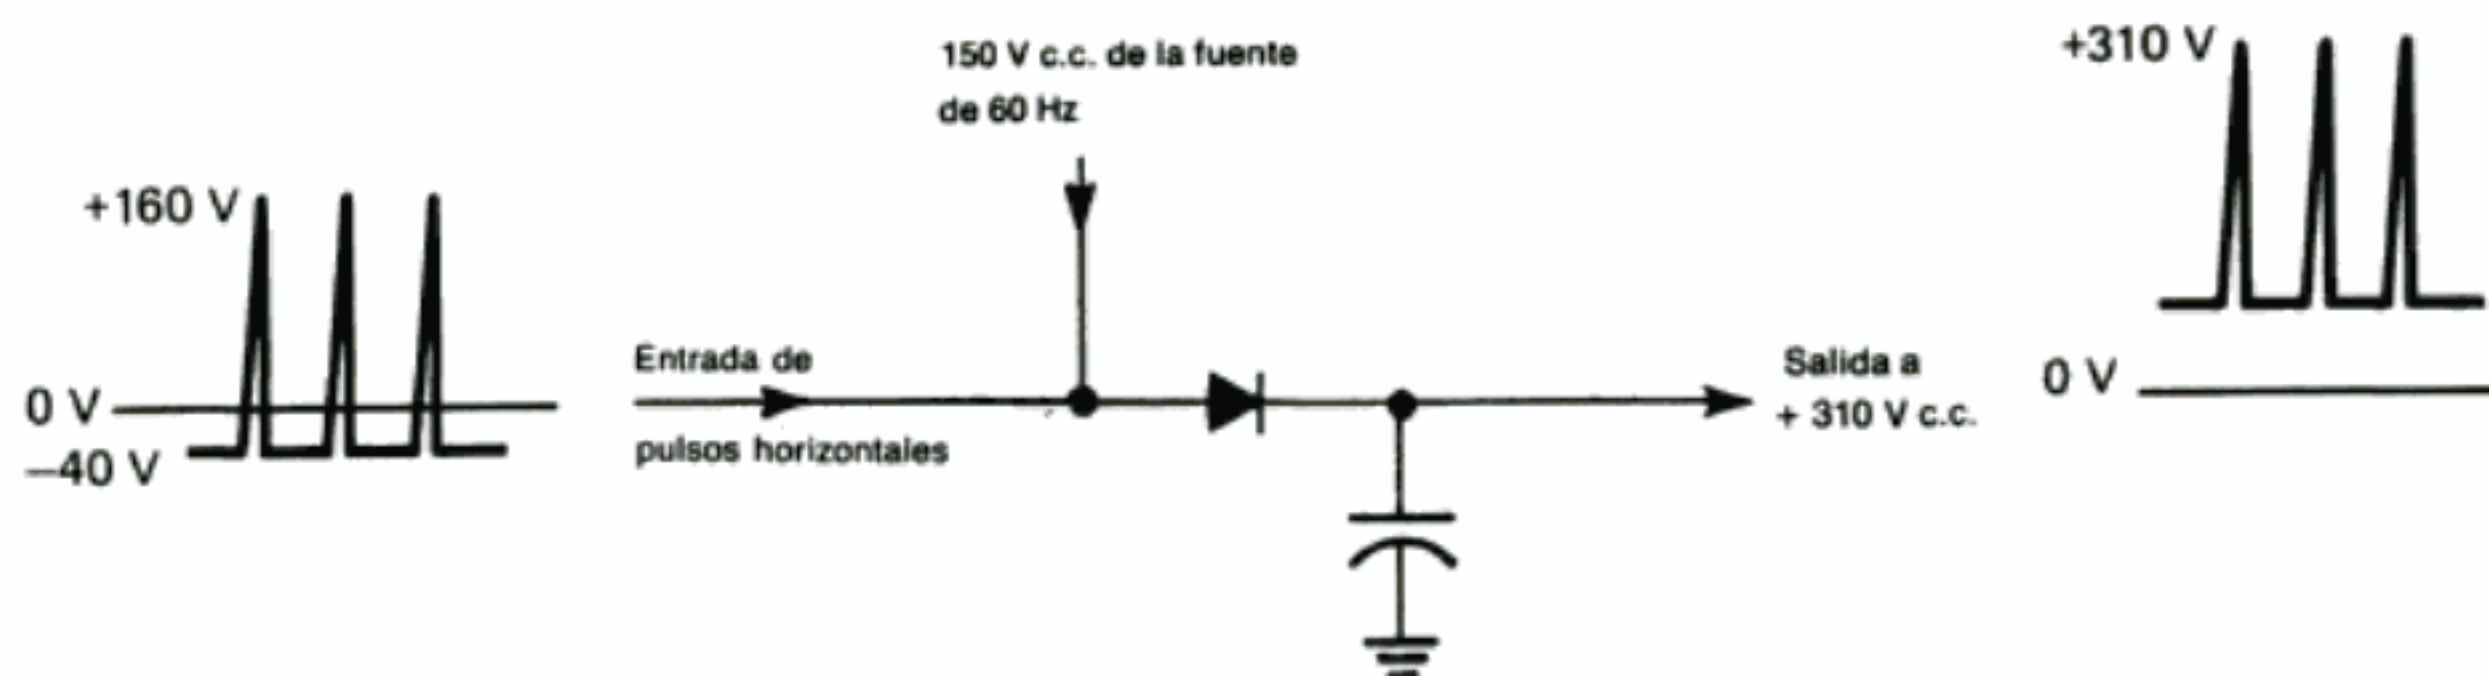 +160 V
0 V
−40 V
150 V c.c. de la fuente
de 60 Hz
Entrada de
pulsos horizontales
Salida a
+ 310 V c.c.
+310 V
0 V